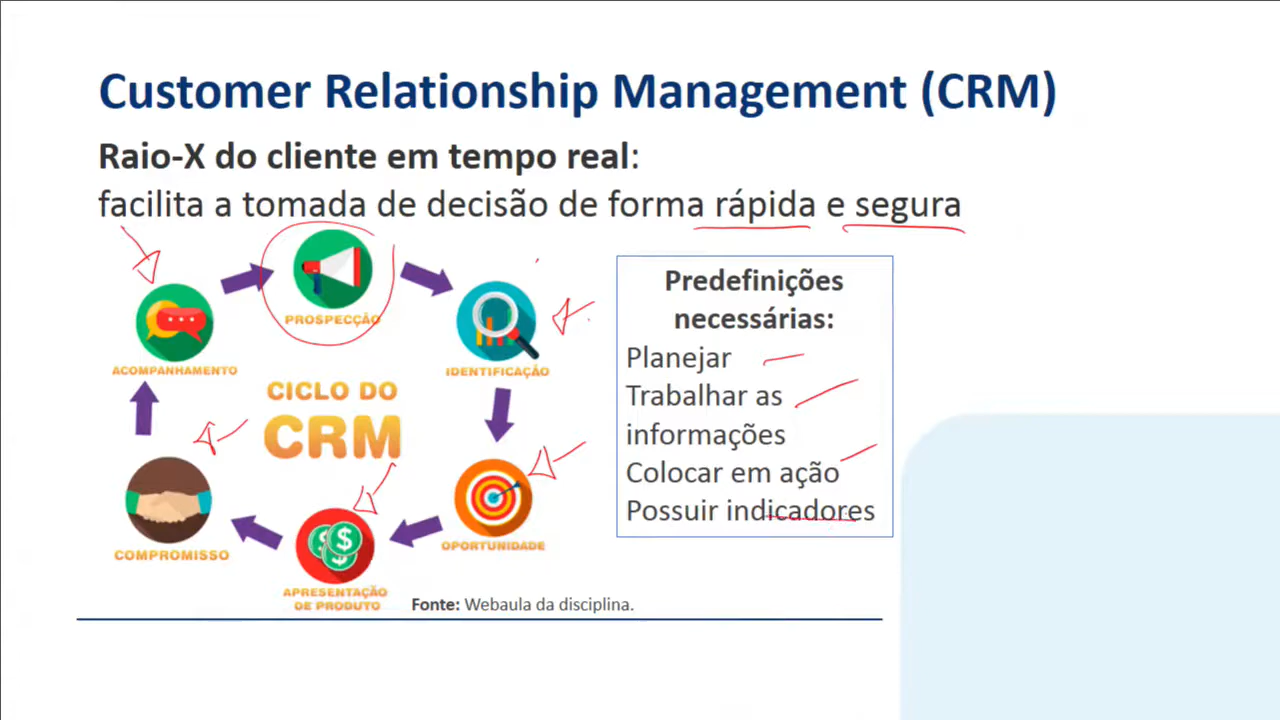 Customer Relationship Management (CRM)
Raio-X do cliente em tempo real:
facilita a tomada de decisão de forma rápida e segura
PROSPECÇÃO
IDENTIFICAÇÃO
OPORTUNIDADE
APRESENTAÇÃO
DE PRODUTO
COMPROMISSO
ACOMPANHAMENTO
CICLO DO
CRM
Predefinições
necessárias:
Planejar
Trabalhar as
informações
Colocar em ação
Possuir indicadores
Fonte: Webaula da disciplina.